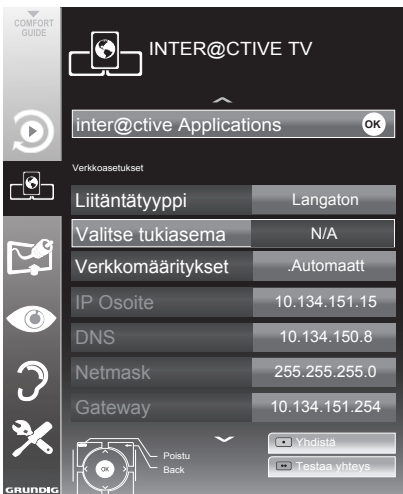 COMFORT
GUIDE
INTER@CTIVE TV
inter@ctive Applications OK
Verkkoasetukset
Liitäntätyyppi Langaton
Valitse tukiasema N/A
Verkkomääritykset .Automaatt
IP Osoite 10.134.151.15
DNS 10.134.150.8
Netmask 255.255.255.0
Gateway 10.134.151.254
OK
Poistu
Back
Yhdistä
Testaa yhteys
GRUNDIG